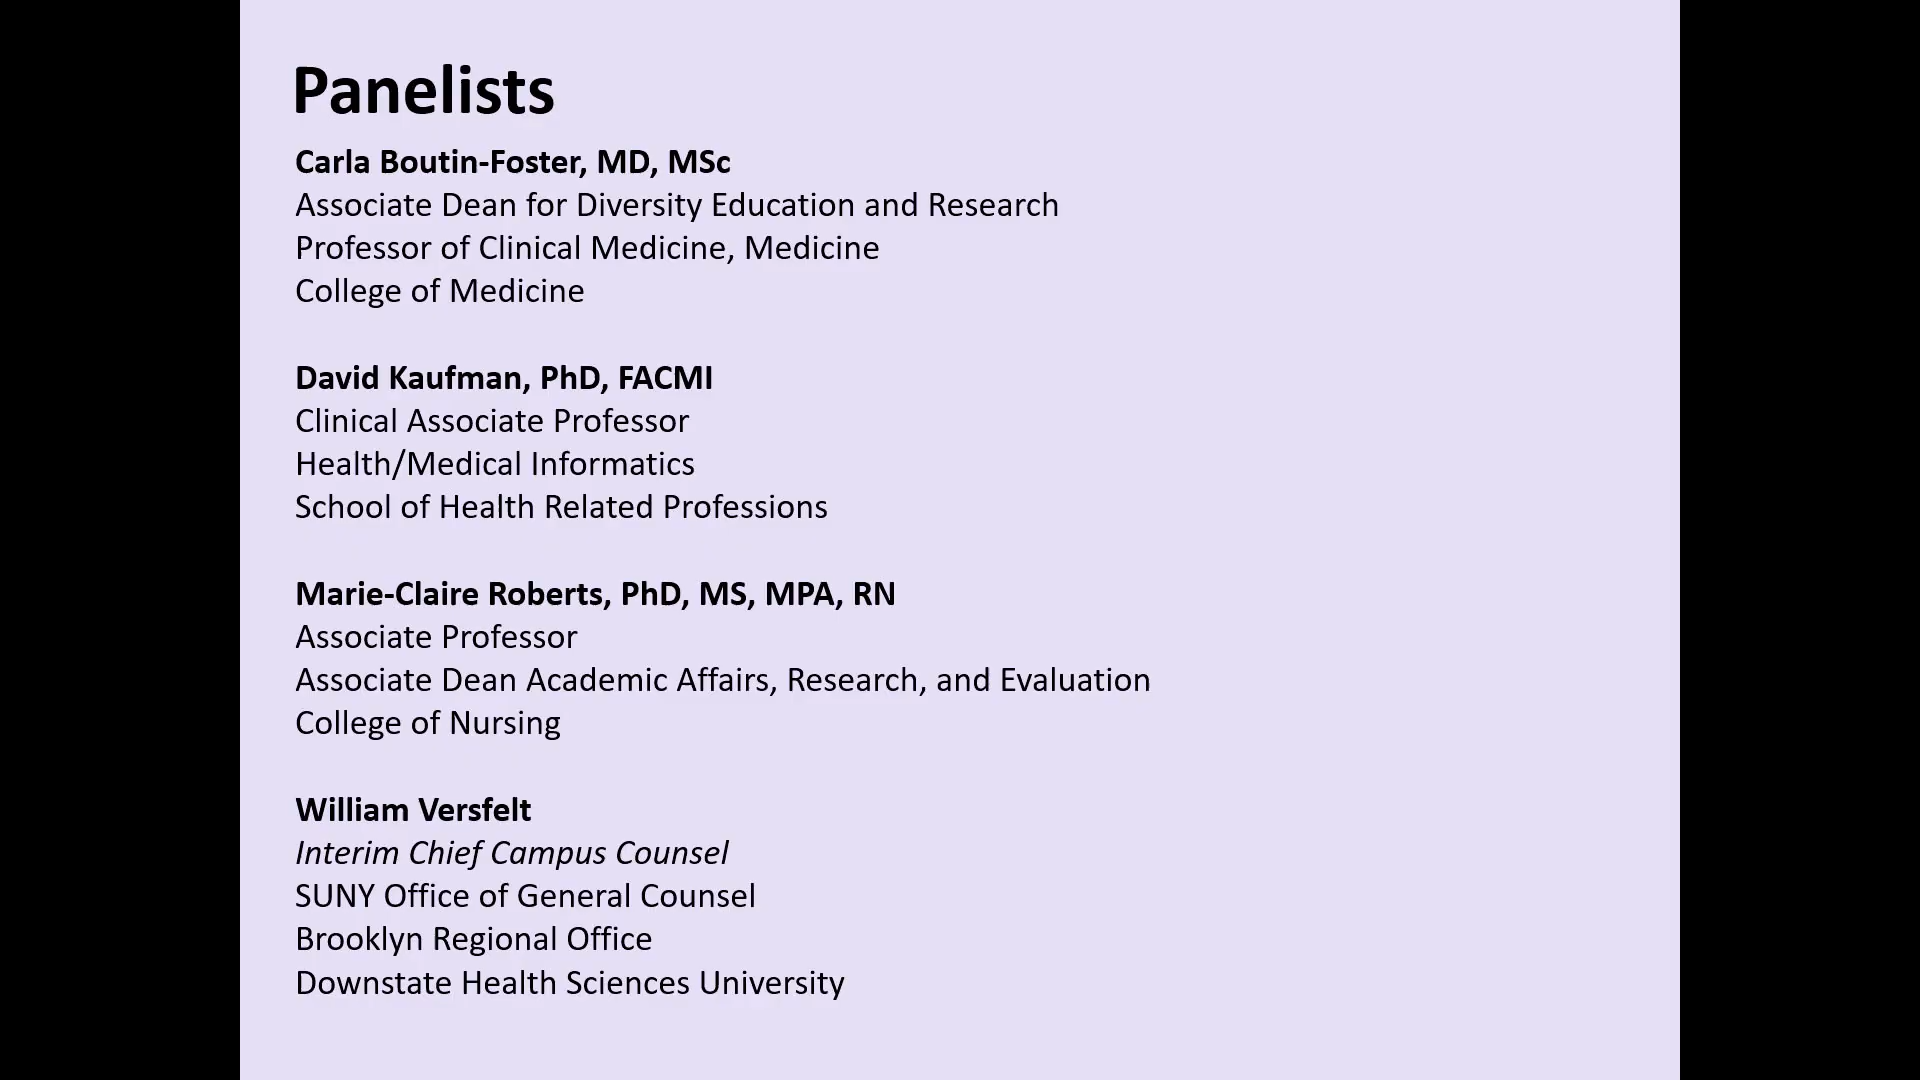 Panelists
Carla Boutin-Foster, MD, MSc
Associate Dean for Diversity Education and Research
Professor of Clinical Medicine, Medicine
College of Medicine
David Kaufman, PhD, FACMI
Clinical Associate Professor
Health/Medical Informatics
School of Health Related Professions
Marie-Claire Roberts, PhD, MS, MPA, RN
Associate Professor
Associate Dean Academic Affairs, Research, and Evaluation
College of Nursing
William Versfelt
Interim Chief Campus Counsel
SUNY Office of General Counsel
Brooklyn Regional Office
Downstate Health Sciences University